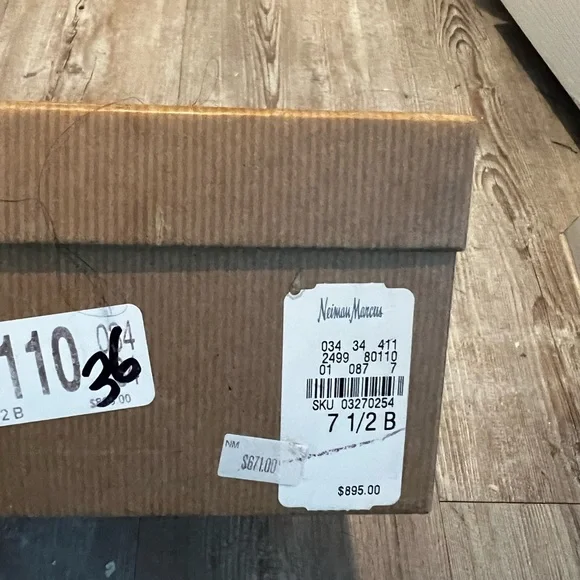 Neiman Marcus
034 34 411
2499 80110
01 087 7
SKU 03270254
7 1/2 B
$895.00
NM
$671.00
110
36
2 B